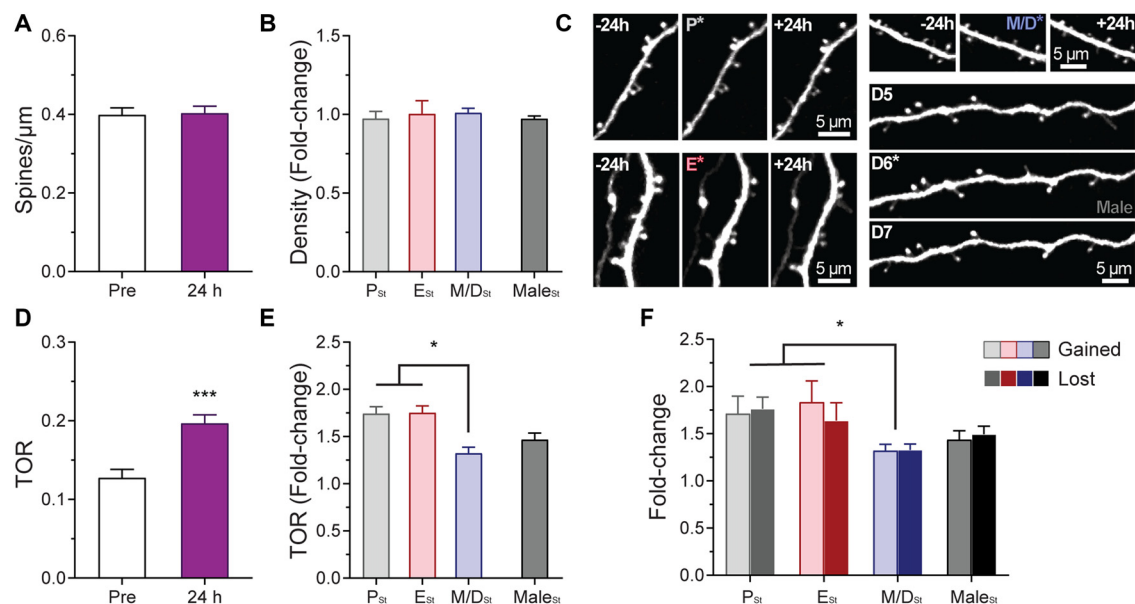 A
Spines/µm
0.6
0.4
0.2
0.0
Pre
24 h
B
Density (Fold-change)
1.5
1.0
0.5
0.0
PSt
ESt
M/DSt
MaleSt
C
-24h
P*
+24h
5 µm
-24h
E*
+24h
5 µm
-24h
M/D*
+24h
5 µm
D5
D6*
Male
D7
5 µm
D
TOR
0.3
0.2
0.1
0.0
***
Pre
24 h
E
TOR (Fold-change)
2.5
2.0
1.5
1.0
0.5
0.0
*
PSt
ESt
M/DSt
MaleSt
F
Fold-change
2.5
2.0
1.5
1.0
0.5
0.0
*
PSt
ESt
M/DSt
MaleSt
Gained
Lost